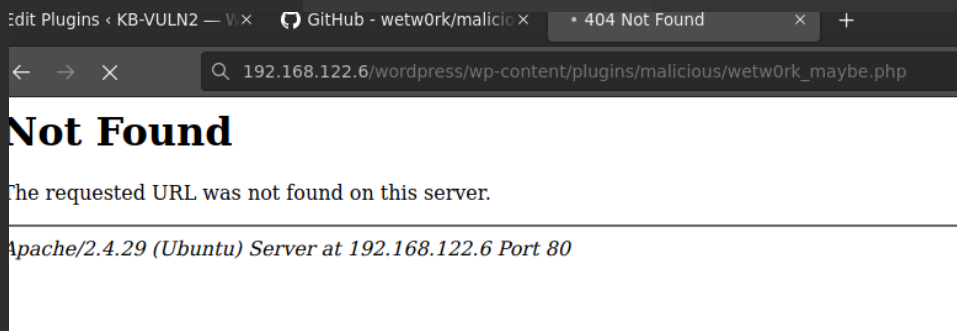 Edit Plugins ‹ KB-VULN2 — W × GitHub - wetw0rk/malicio × • 404 Not Found × +
192.168.122.6/wordpress/wp-content/plugins/malicious/wetw0rk_maybe.php
Not Found
The requested URL was not found on this server.
Apache/2.4.29 (Ubuntu) Server at 192.168.122.6 Port 80